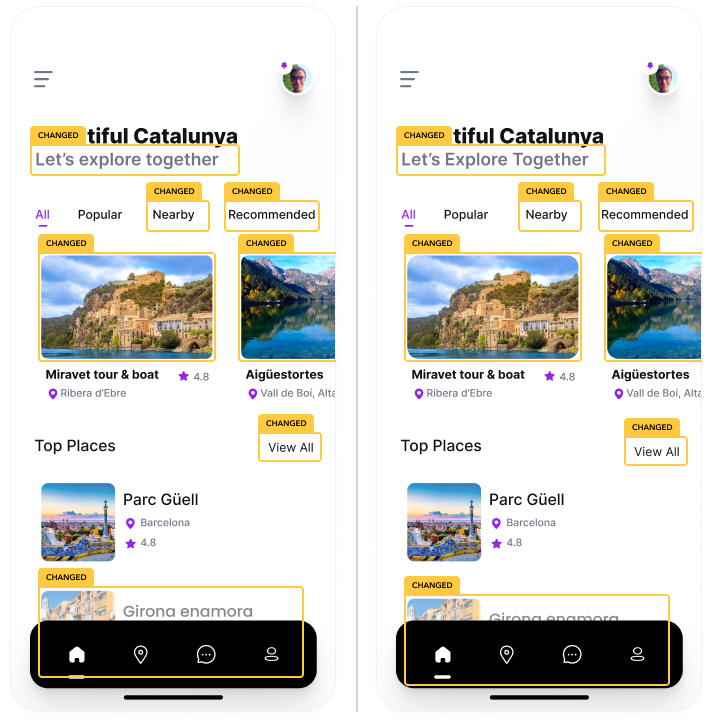 CHANGED
tiful Catalunya
Let's explore together
CHANGED
CHANGED
All
Popular
Nearby
Recommended
CHANGED
CHANGED
Miravet tour & boat
4.8
Aigüestortes
Ribera d'Ebre
Vall de Boí, Alta
CHANGED
Top Places
View All
Parc Güell
Barcelona
4.8
CHANGED
Girona enamora
CHANGED
tiful Catalunya
Let's Explore Together
CHANGED
CHANGED
All
Popular
Nearby
Recommended
CHANGED
CHANGED
Miravet tour & boat
4.8
Aigüestortes
Ribera d'Ebre
Vall de Boí, Alta
CHANGED
Top Places
View All
Parc Güell
Barcelona
4.8
CHANGED
Girona enamora